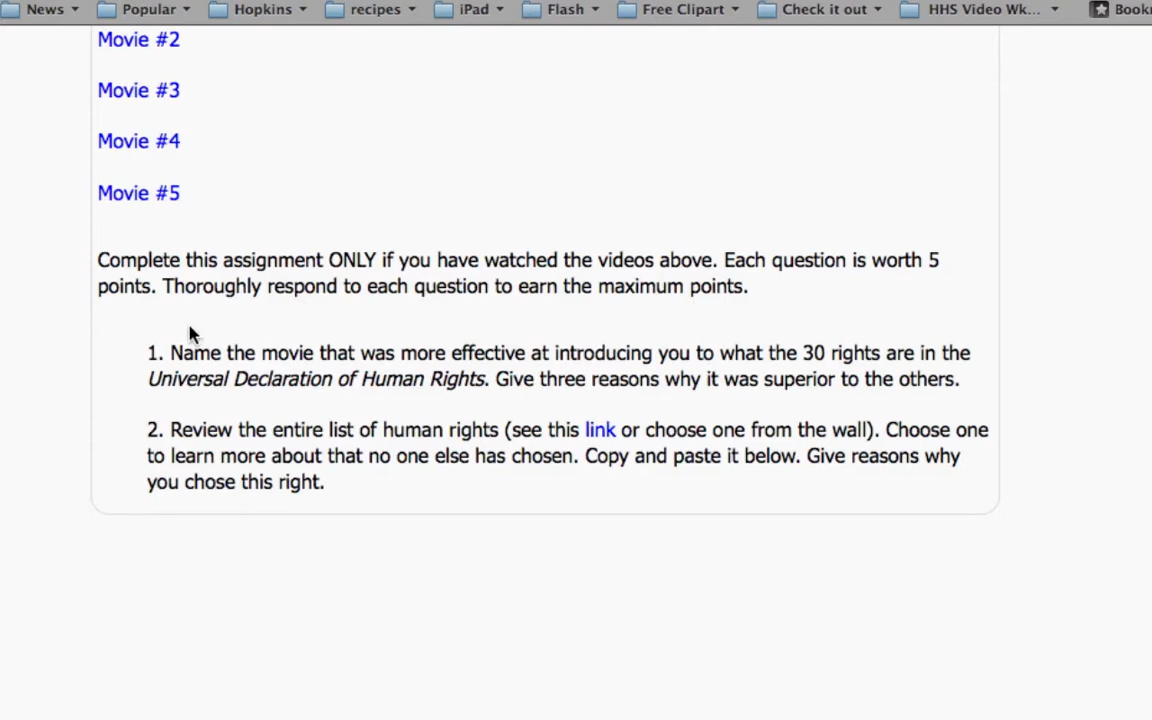 News Popular Hopkins recipes iPad Flash Free Clipart Check it out HHS Video Wk...
Movie #2
Movie #3
Movie #4
Movie #5
Complete this assignment ONLY if you have watched the videos above. Each question is worth 5
points. Thoroughly respond to each question to earn the maximum points.
1. Name the movie that was more effective at introducing you to what the 30 rights are in the
Universal Declaration of Human Rights. Give three reasons why it was superior to the others.
2. Review the entire list of human rights (see this link or choose one from the wall). Choose one
to learn more about that no one else has chosen. Copy and paste it below. Give reasons why
you chose this right.